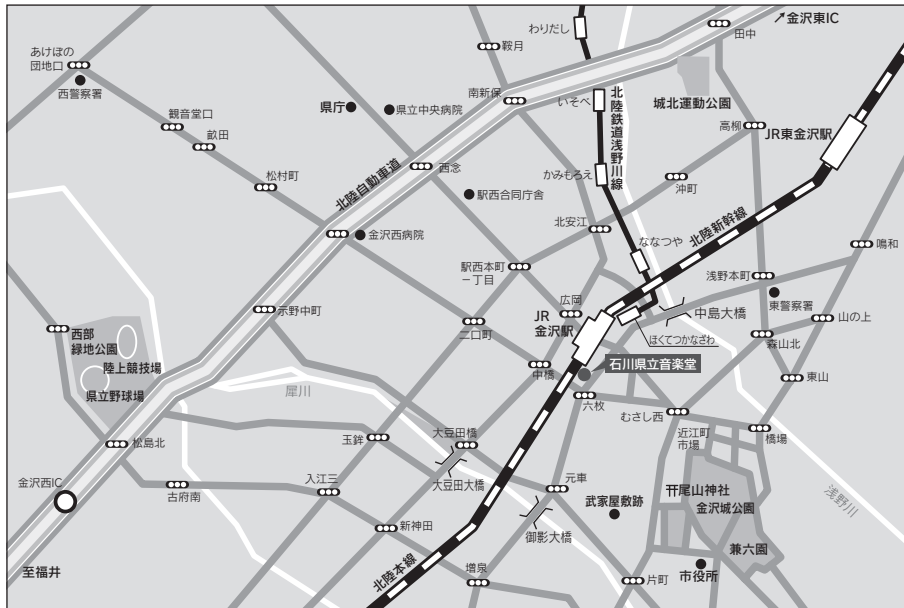 ↗金沢東IC
わりだし
田中
鞍月
あけぼの
団地口
西警察署
南新保
いそべ
北陸鉄道浅野川線
城北運動公園
県庁
県立中央病院
観音堂口
畝田
高柳
JR東金沢駅
北陸自動車道
西念
かみもろえ
沖町
松村町
駅西合同庁舎
金沢西病院
北安江
北陸新幹線
鳴和
ななつや
駅西本町
一丁目
浅野本町
東警察署
示野中町
広岡
JR
金沢駅
中島大橋
山の上
西部
緑地公園
二口町
ほくてつかなざわ
森山北
陸上競技場
中橋
石川県立音楽堂
東山
県立野球場
犀川
六枚
むさし西
松島北
玉鉾
大豆田橋
近江町
市場
橋場
金沢西IC
古府南
入江三
大豆田大橋
元車
尾山神社
金沢城公園
浅野川
武家屋敷跡
新神田
御影大橋
兼六園
至福井
北陸本線
増泉
片町
市役所